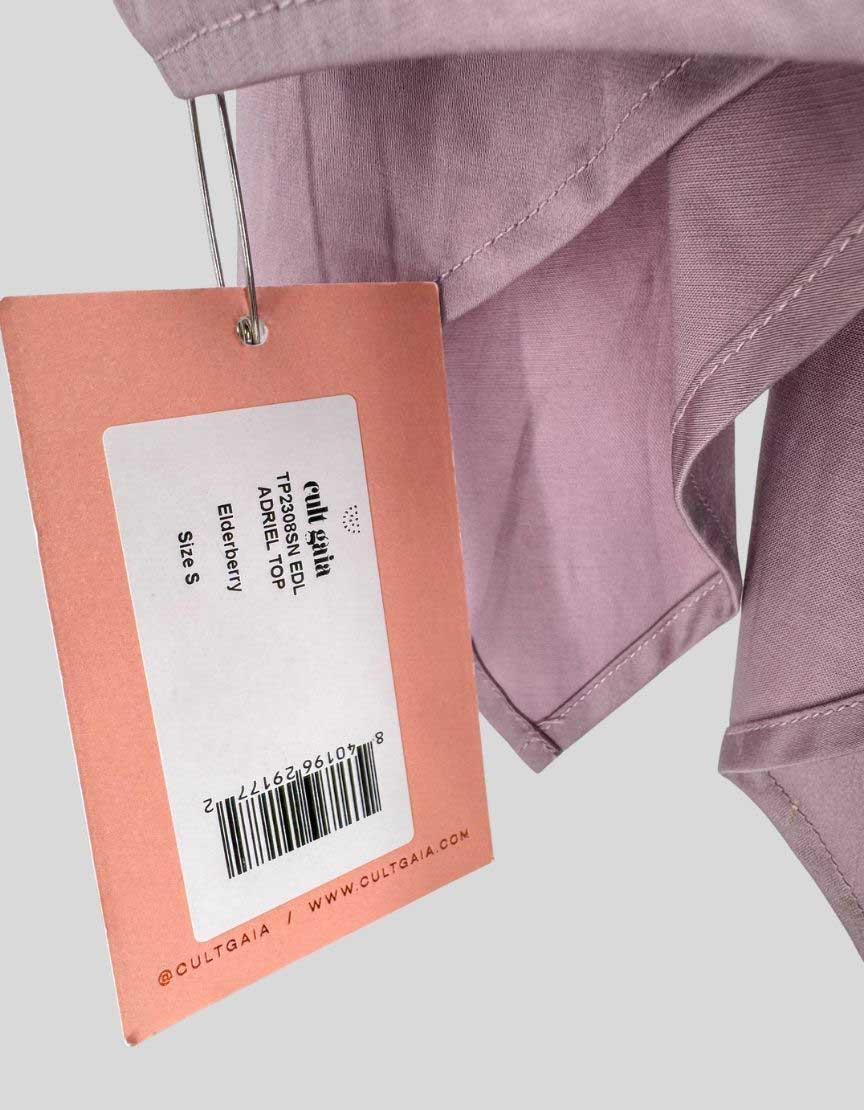 cult gaia
TP2308SN EDL
ADRIEL TOP
Elderberry
Size S
8 40196 29177 2
@CULTGAIA / WWW.CULTGAIA.COM